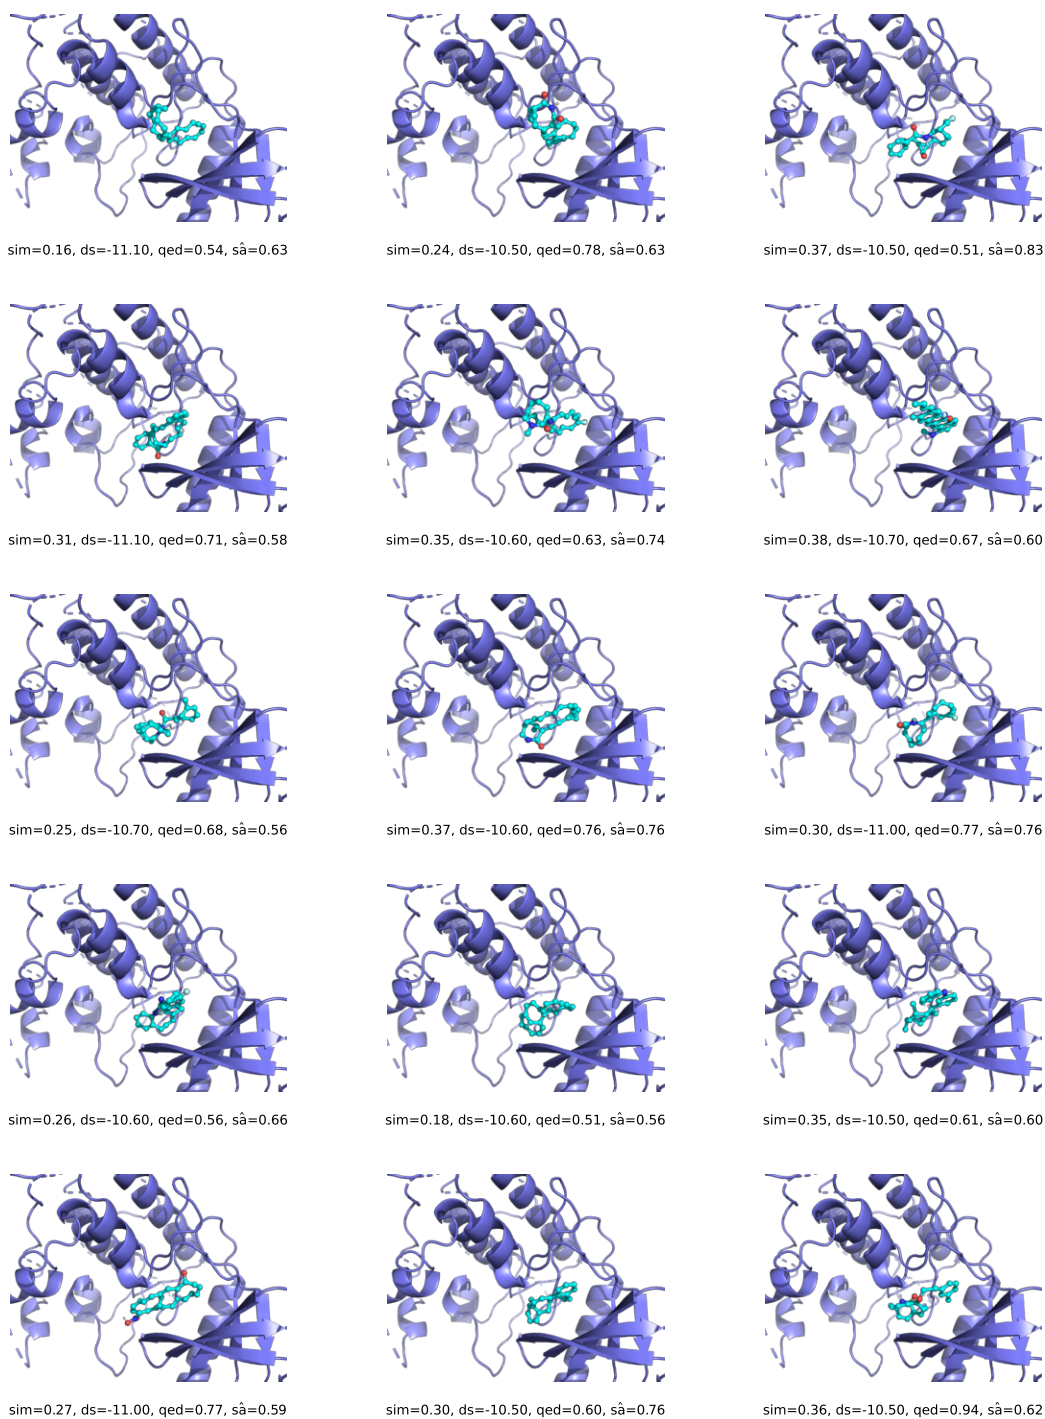 sim=0.16, ds=-11.10, qed=0.54, sâ=0.63
sim=0.24, ds=-10.50, qed=0.78, sâ=0.63
sim=0.37, ds=-10.50, qed=0.51, sâ=0.83
sim=0.31, ds=-11.10, qed=0.71, sâ=0.58
sim=0.35, ds=-10.60, qed=0.63, sâ=0.74
sim=0.38, ds=-10.70, qed=0.67, sâ=0.60
sim=0.25, ds=-10.70, qed=0.68, sâ=0.56
sim=0.37, ds=-10.60, qed=0.76, sâ=0.76
sim=0.30, ds=-11.00, qed=0.77, sâ=0.76
sim=0.26, ds=-10.60, qed=0.56, sâ=0.66
sim=0.18, ds=-10.60, qed=0.51, sâ=0.56
sim=0.35, ds=-10.50, qed=0.61, sâ=0.60
sim=0.27, ds=-11.00, qed=0.77, sâ=0.59
sim=0.30, ds=-10.50, qed=0.60, sâ=0.76
sim=0.36, ds=-10.50, qed=0.94, sâ=0.62